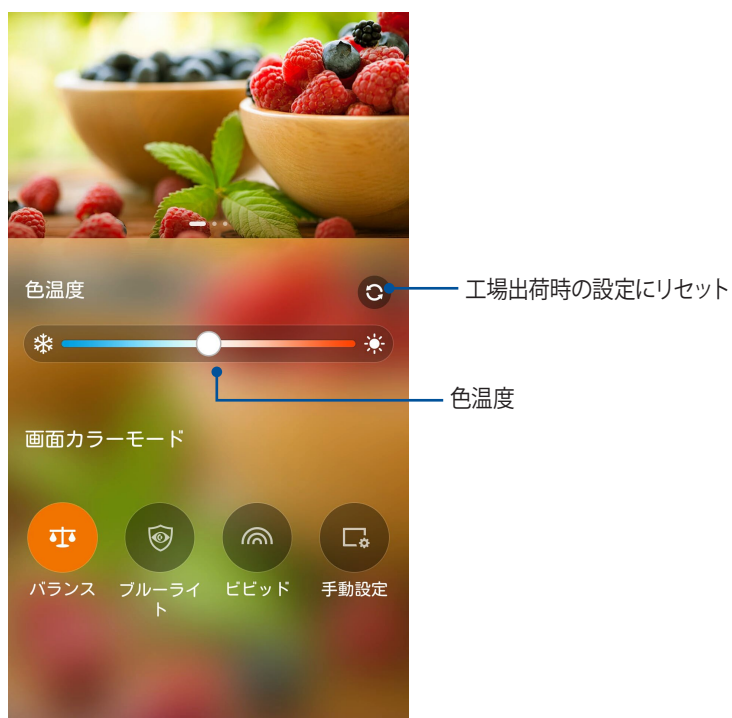 色温度
工場出荷時の設定にリセット
色温度
画面カラーモード
バランス
ブルーライ
ト
ビビッド
手動設定